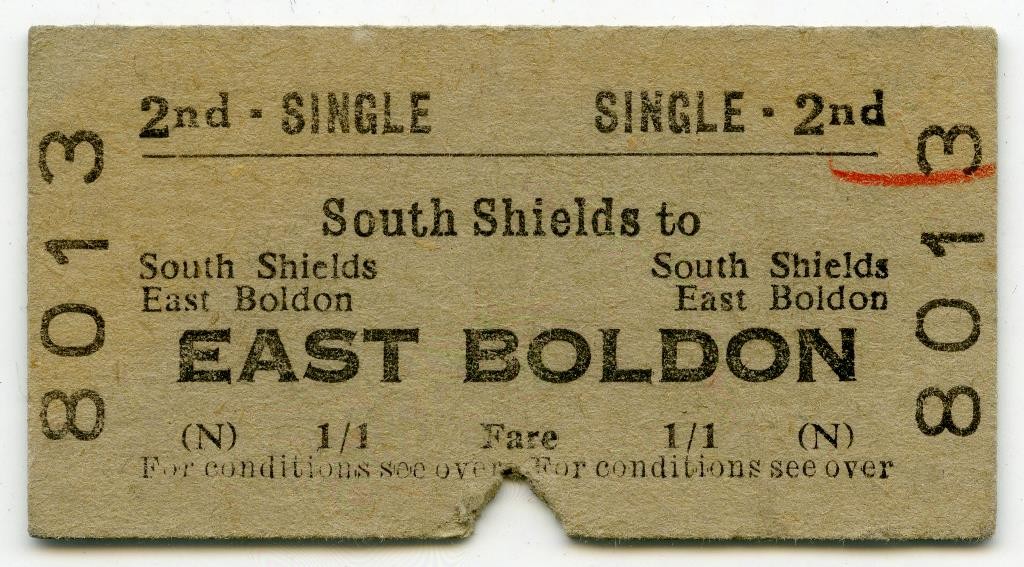 2nd · SINGLE SINGLE · 2nd
South Shields to
South Shields South Shields
East Boldon East Boldon
EAST BOLDON
(N) 1/1 Fare 1/1 (N)
For conditions see over For conditions see over
8013
8013